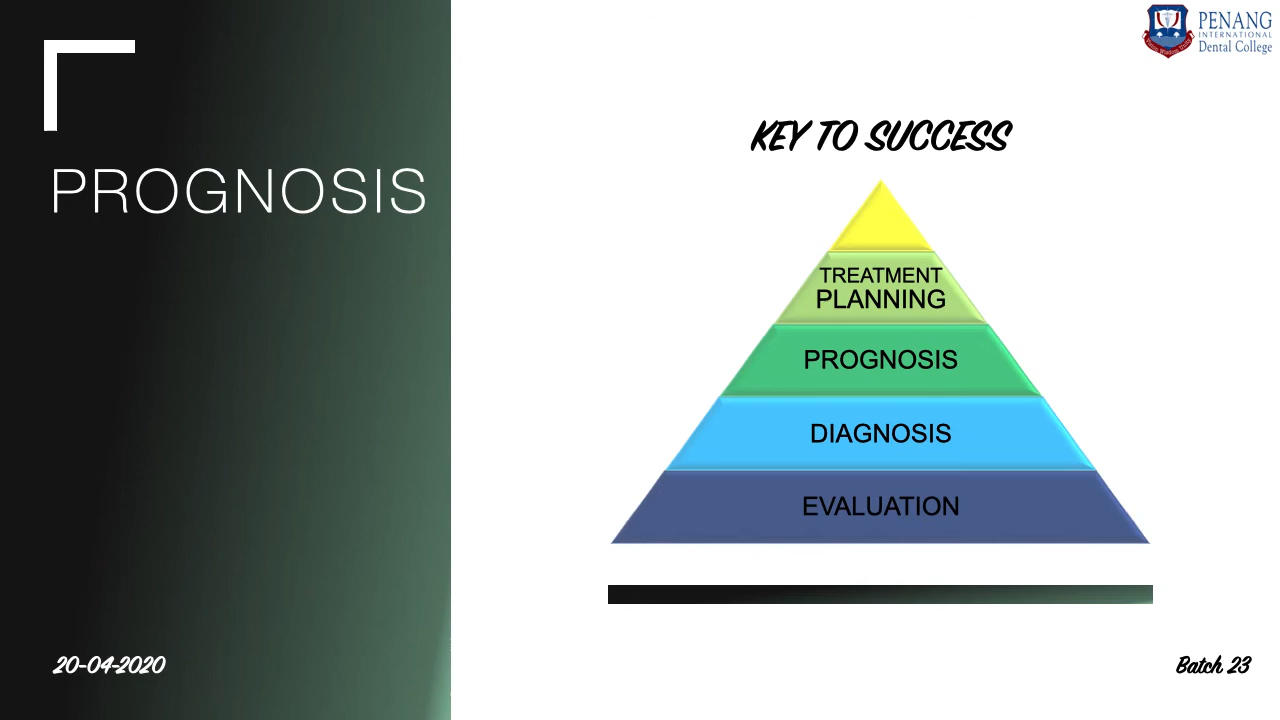 PENANG
INTERNATIONAL
Dental College
PROGNOSIS
KEY TO SUCCESS
TREATMENT
PLANNING
PROGNOSIS
DIAGNOSIS
EVALUATION
20-04-2020
Batch 23